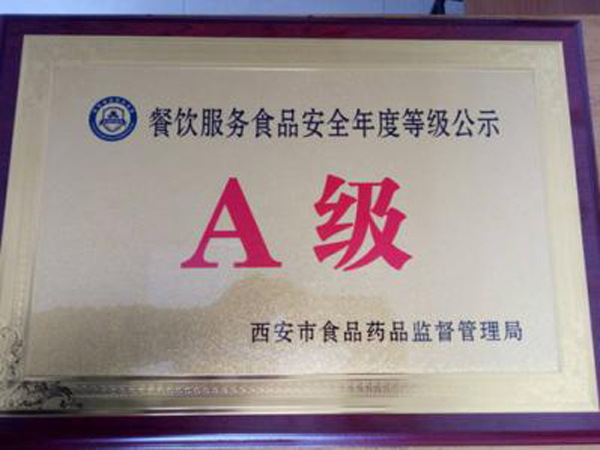 餐饮服务食品安全年度等级公示
A级
西安市食品药品监督管理局